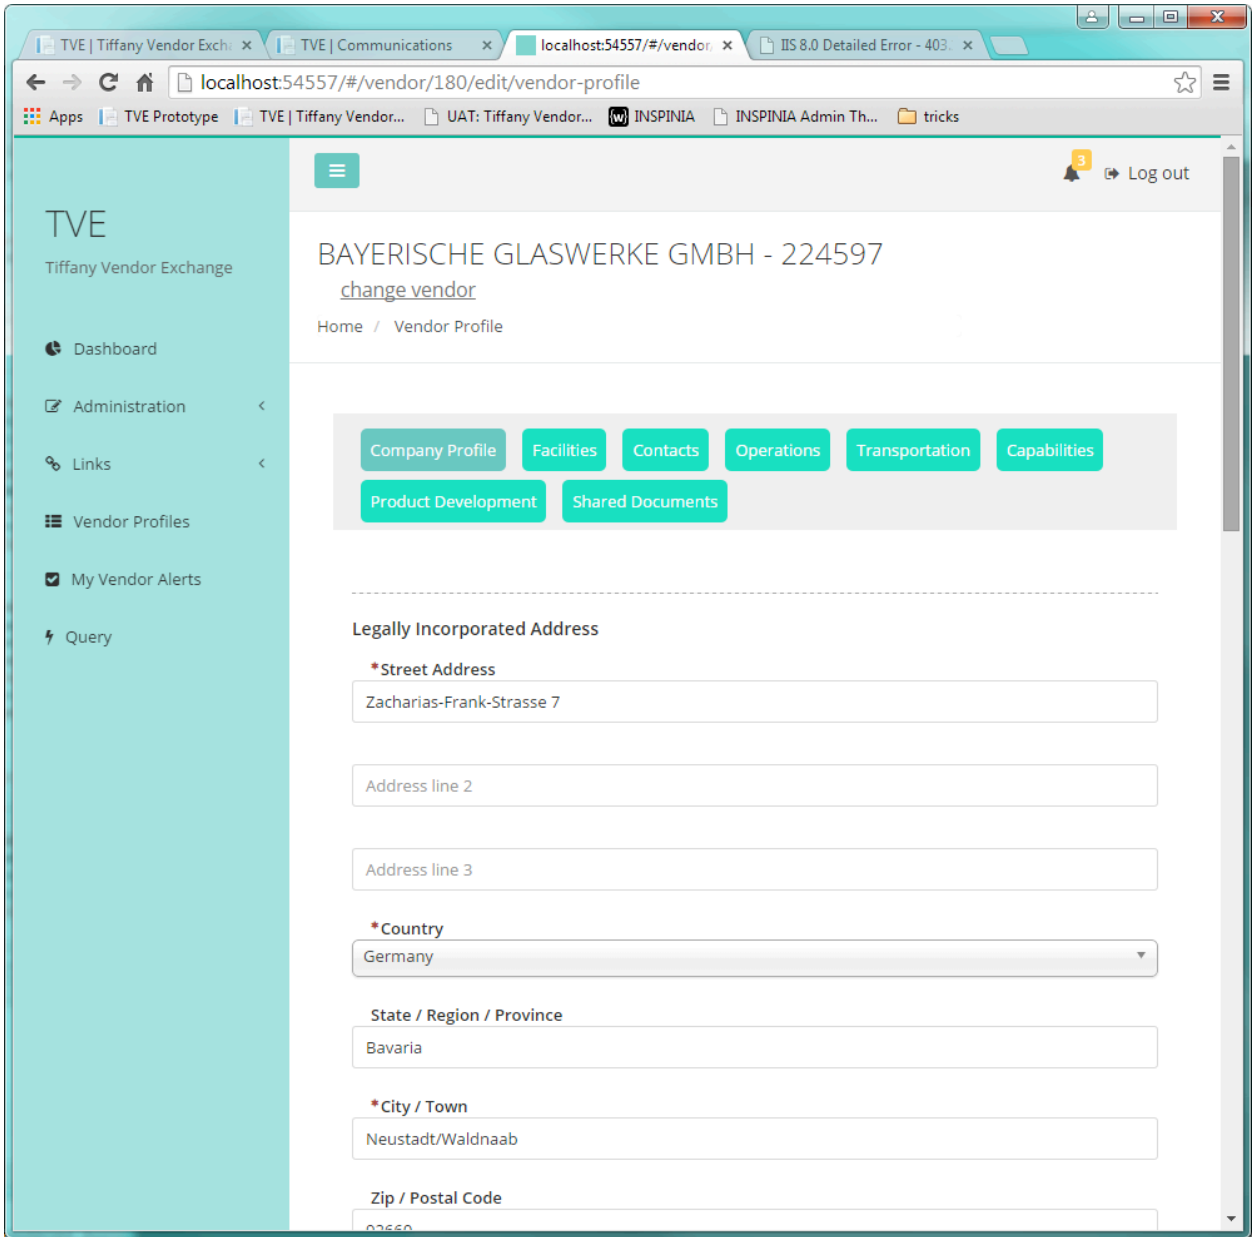 TVE | Tiffany Vendor Exch
TVE | Communications
localhost:54557/#/vendor
IIS 8.0 Detailed Error - 403.
localhost:54557/#/vendor/180/edit/vendor-profile
Apps
TVE Prototype
TVE | Tiffany Vendor...
UAT: Tiffany Vendor...
INSPINIA
INSPINIA Admin Th...
tricks
3
Log out
TVE
Tiffany Vendor Exchange
Dashboard
Administration
Links
Vendor Profiles
My Vendor Alerts
Query
BAYERISCHE GLASWERKE GMBH - 224597
change vendor
Home / Vendor Profile
Company Profile
Facilities
Contacts
Operations
Transportation
Capabilities
Product Development
Shared Documents
Legally Incorporated Address
*Street Address
Zacharias-Frank-Strasse 7
Address line 2
Address line 3
*Country
Germany
State / Region / Province
Bavaria
*City / Town
Neustadt/Waldnaab
Zip / Postal Code